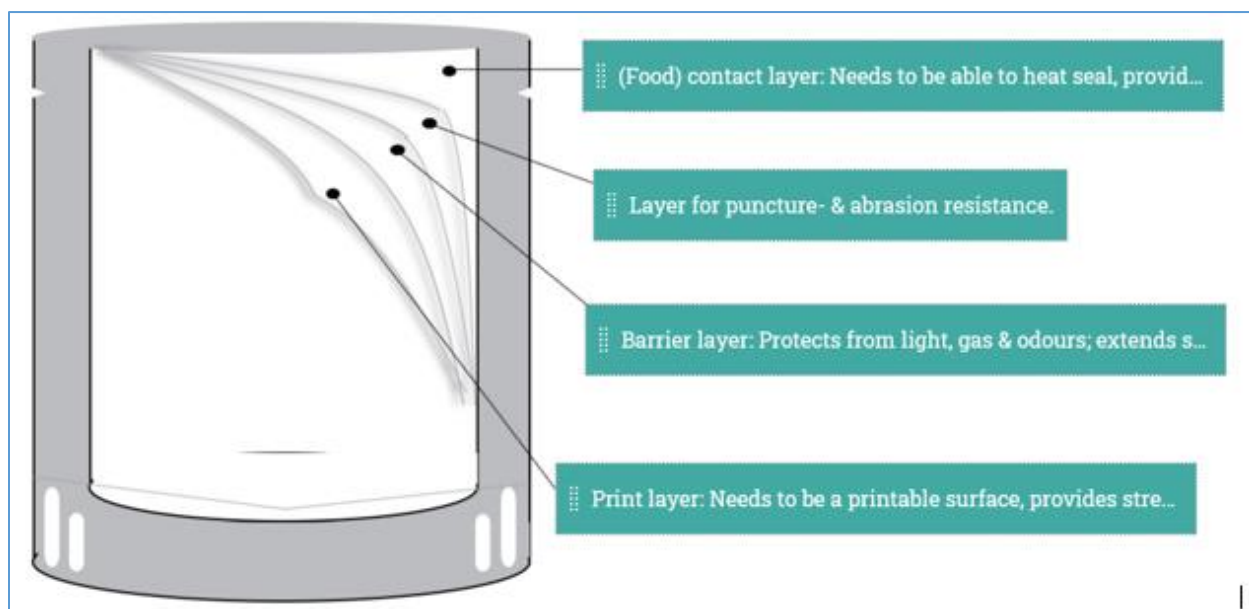 (Food) contact layer: Needs to be able to heat seal, provid...
Layer for puncture- & abrasion resistance.
Barrier layer: Protects from light, gas & odours; extends s...
Print layer: Needs to be a printable surface, provides stre...